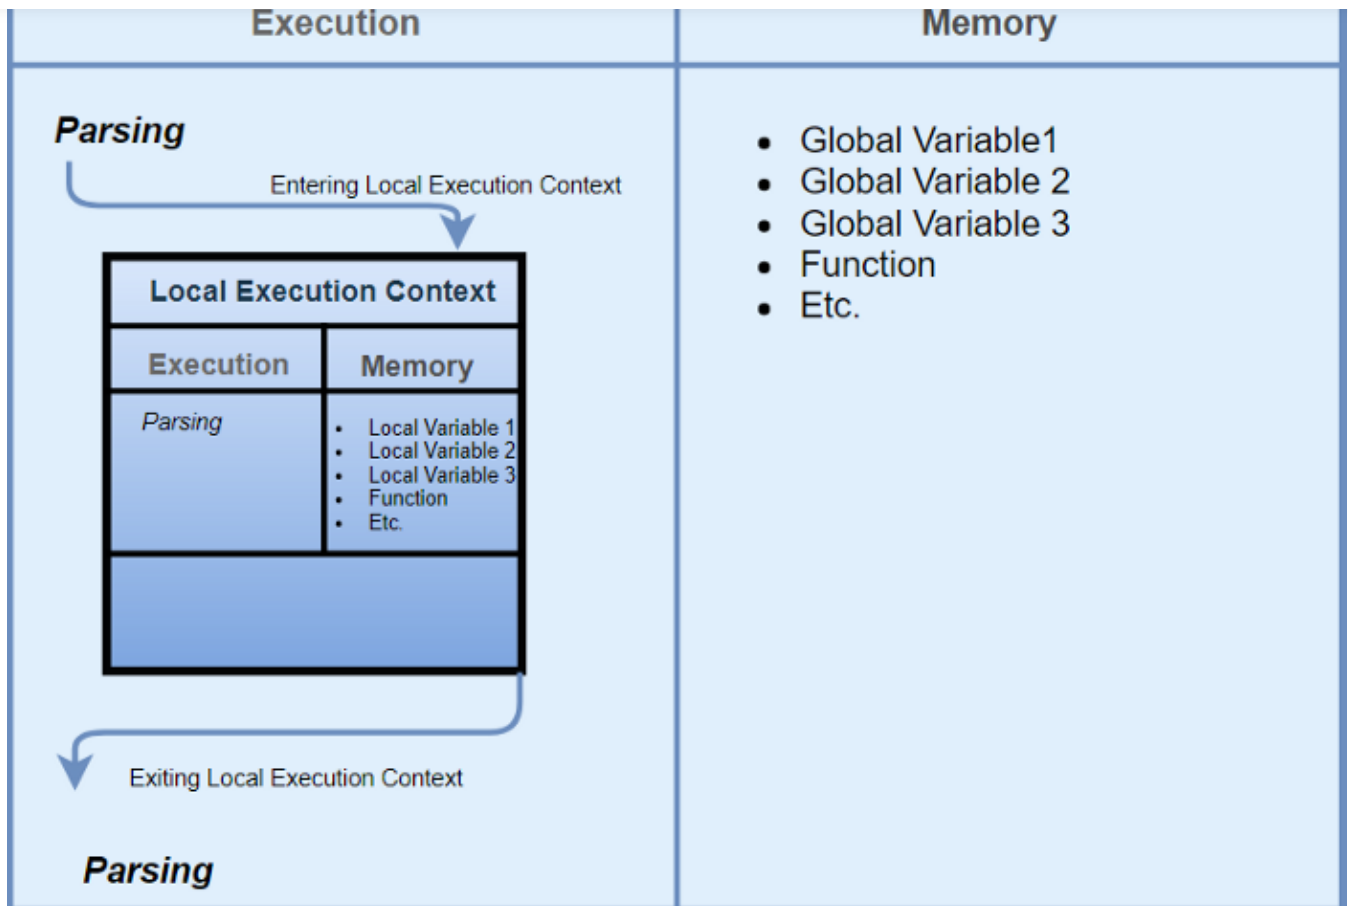 Execution
Memory
Parsing
Entering Local Execution Context
Local Execution Context
Execution
Memory
Parsing
• Local Variable 1
• Local Variable 2
• Local Variable 3
• Function
• Etc.
Exiting Local Execution Context
Parsing
• Global Variable1
• Global Variable 2
• Global Variable 3
• Function
• Etc.